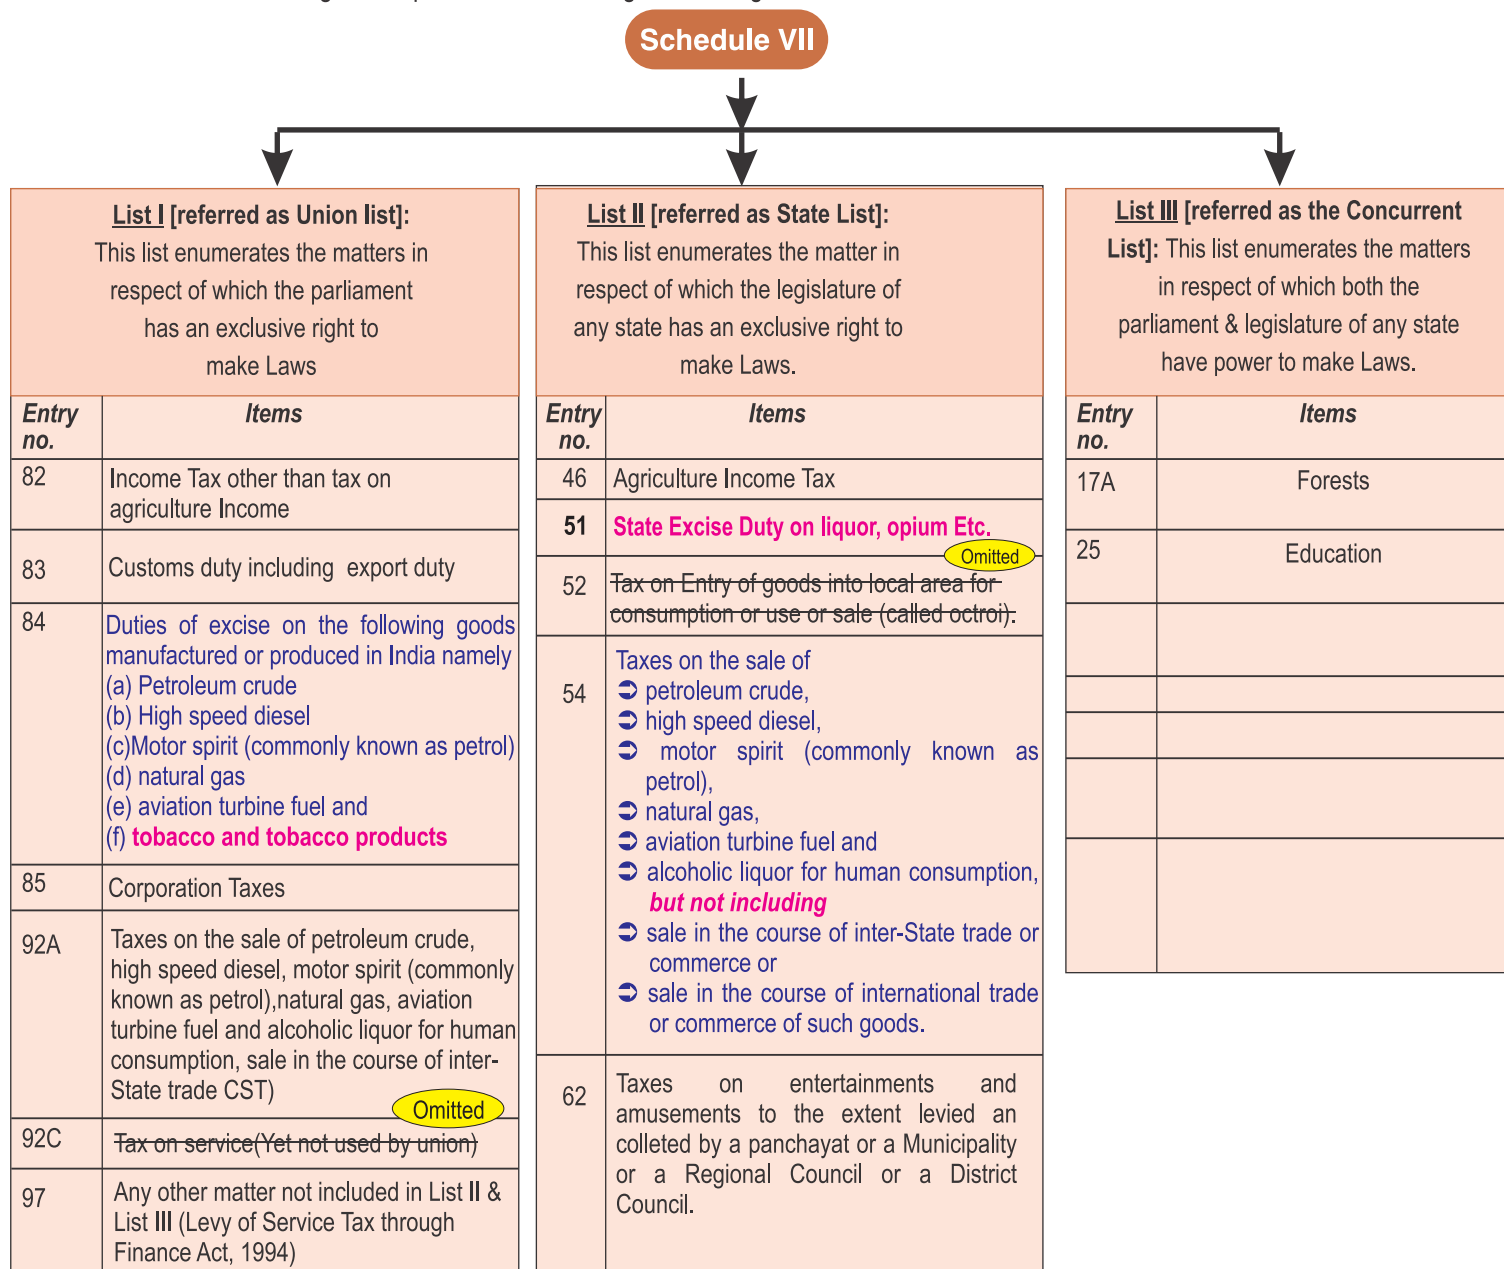 Schedule VII
List I [referred as Union list]:
This list enumerates the matters in
respect of which the parliament
has an exclusive right to
make Laws
Entry no.
Items
82
Income Tax other than tax on
agriculture Income
83
Customs duty including export duty
84
Duties of excise on the following goods
manufactured or produced in India namely
(a) Petroleum crude
(b) High speed diesel
(c)Motor spirit (commonly known as petrol)
(d) natural gas
(e) aviation turbine fuel and
(f) tobacco and tobacco products
85
Corporation Taxes
92A
Taxes on the sale of petroleum crude,
high speed diesel, motor spirit (commonly
known as petrol),natural gas, aviation
turbine fuel and alcoholic liquor for human
consumption, sale in the course of inter-
State trade CST)
Omitted
92C
Tax on service(Yet not used by union)
97
Any other matter not included in List II &
List III (Levy of Service Tax through
Finance Act, 1994)
List II [referred as State List]:
This list enumerates the matter in
respect of which the legislature of
any state has an exclusive right to
make Laws.
Entry no.
Items
46
Agriculture Income Tax
51
State Excise Duty on liquor, opium Etc.
Omitted
52
Tax on Entry of goods into local area for
consumption or use or sale (called octroi).
54
Taxes on the sale of
➲ petroleum crude,
➲ high speed diesel,
➲ motor spirit (commonly known as
petrol),
➲ natural gas,
➲ aviation turbine fuel and
➲ alcoholic liquor for human consumption,
but not including
➲ sale in the course of inter-State trade or
commerce or
➲ sale in the course of international trade
or commerce of such goods.
62
Taxes on entertainments and
amusements to the extent levied an
colleted by a panchayat or a Municipality
or a Regional Council or a District
Council.
List III [referred as the Concurrent
List]: This list enumerates the matters
in respect of which both the
parliament & legislature of any state
have power to make Laws.
Entry no.
Items
17A
Forests
25
Education